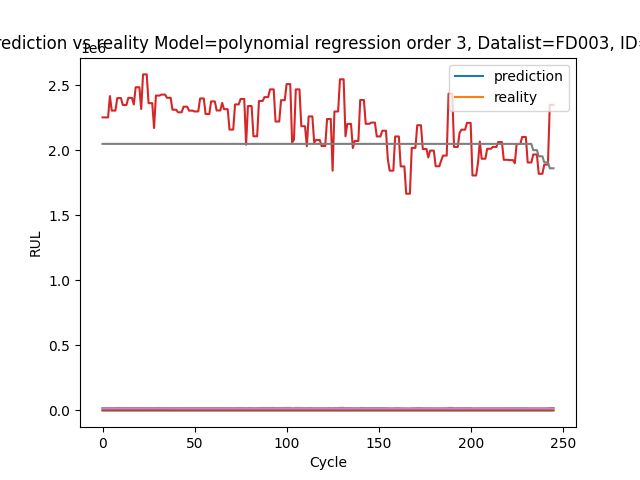 rediction vs reality Model=polynomial regression order 3, Datalist=FD003, ID=
1e6
prediction
reality
2.5
2.0
1.5
1.0
0.5
0.0
RUL
0 50 100 150 200 250
Cycle